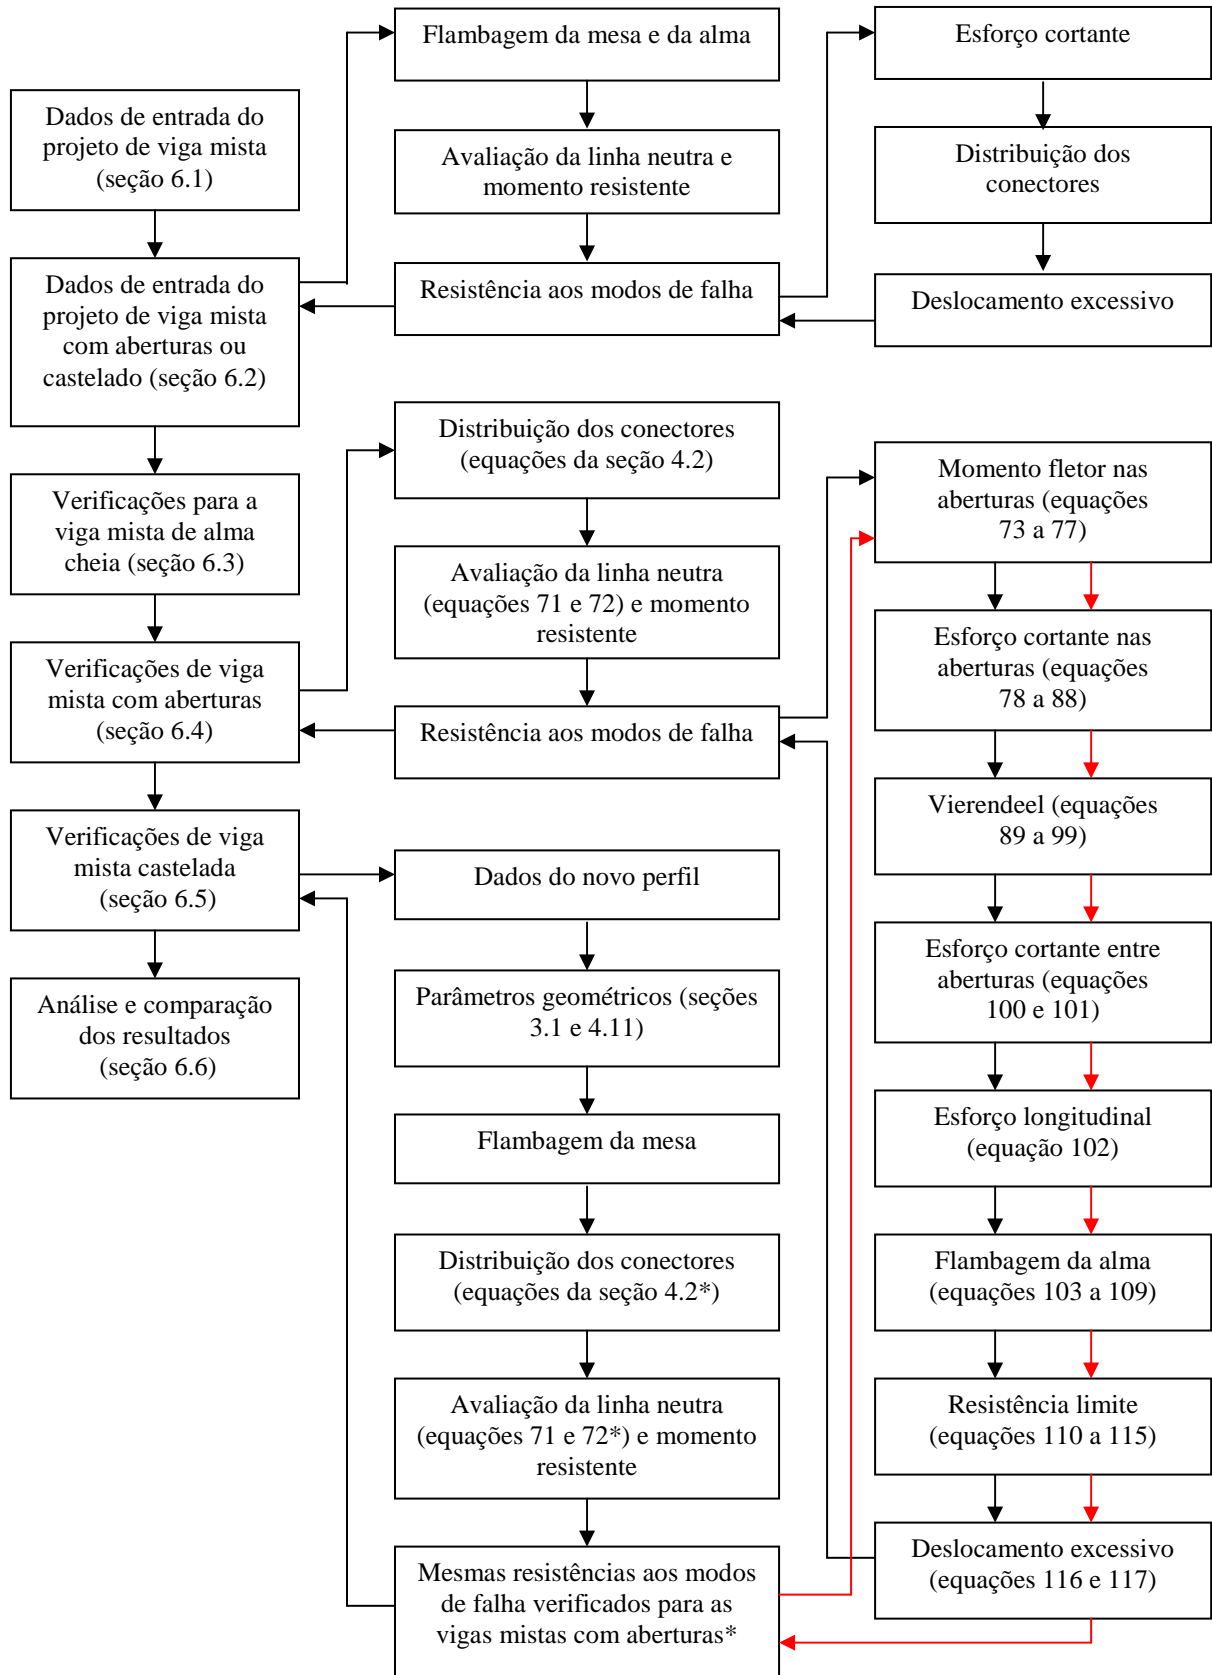 Dados de entrada do
projeto de viga mista
(seção 6.1)
Dados de entrada do
projeto de viga mista
com aberturas ou
castelado (seção 6.2)
Verificações para a
viga mista de alma
cheia (seção 6.3)
Verificações de viga
mista com aberturas
(seção 6.4)
Verificações de viga
mista castelada
(seção 6.5)
Análise e comparação
dos resultados
(seção 6.6)
Flambagem da mesa e da alma
Avaliação da linha neutra e
momento resistente
Resistência aos modos de falha
Distribuição dos conectores
(equações da seção 4.2)
Avaliação da linha neutra
(equações 71 e 72) e momento
resistente
Resistência aos modos de falha
Dados do novo perfil
Parâmetros geométricos (seções
3.1 e 4.11)
Flambagem da mesa
Distribuição dos conectores
(equações da seção 4.2*)
Avaliação da linha neutra
(equações 71 e 72*) e momento
resistente
Mesmas resistências aos modos
de falha verificados para as
vigas mistas com aberturas*
Esforço cortante
Distribuição dos
conectores
Deslocamento excessivo
Momento fletor nas
aberturas (equações
73 a 77)
Esforço cortante nas
aberturas (equações
78 a 88)
Vierendeel (equações
89 a 99)
Esforço cortante entre
aberturas (equações
100 e 101)
Esforço longitudinal
(equação 102)
Flambagem da alma
(equações 103 a 109)
Resistência limite
(equações 110 a 115)
Deslocamento excessivo
(equações 116 e 117)